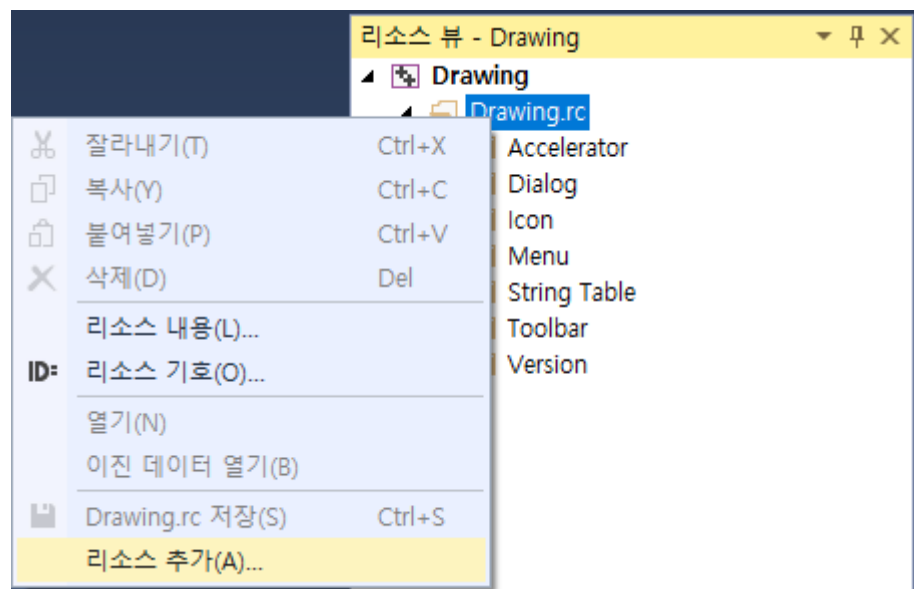 리소스 뷰 - Drawing
Drawing
Drawing.rc
잘라내기(T) Ctrl+X
Accelerator
복사(Y) Ctrl+C
Dialog
Icon
붙여넣기(P) Ctrl+V
Menu
삭제(D) Del
String Table
리소스 내용(L)...
Toolbar
ID= 리소스 기호(O)...
Version
열기(N)
이진 데이터 열기(B)
Drawing.rc 저장(S) Ctrl+S
리소스 추가(A)...